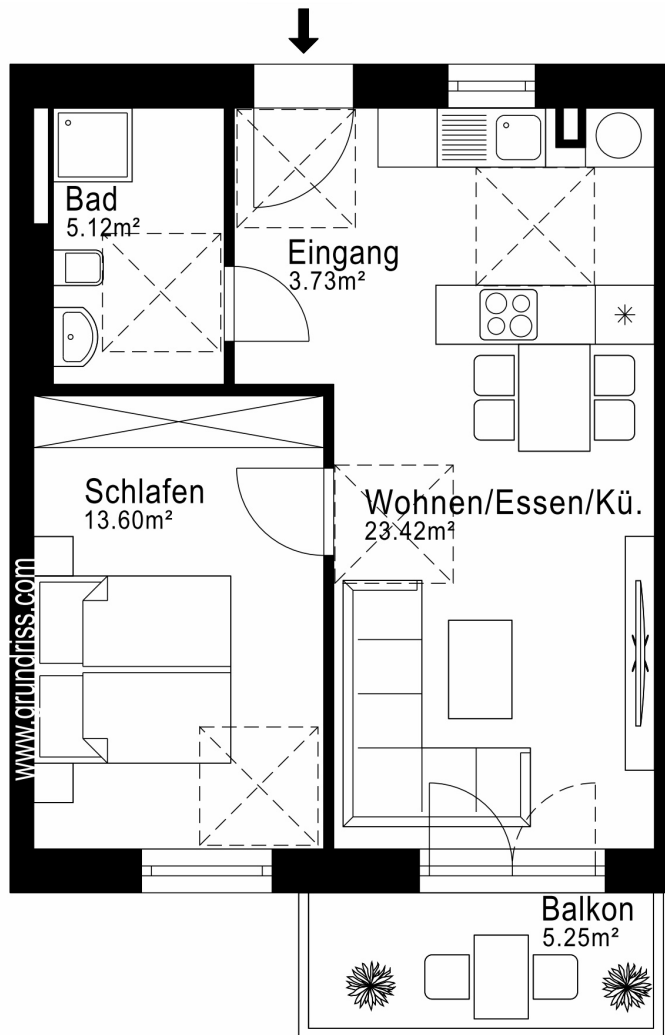 Bad
5.12m²
Eingang
3.73m²
Schlafen
13.60m²
Wohnen/Essen/Kü.
23.42m²
www.grundriss.com
Balkon
5.25m²